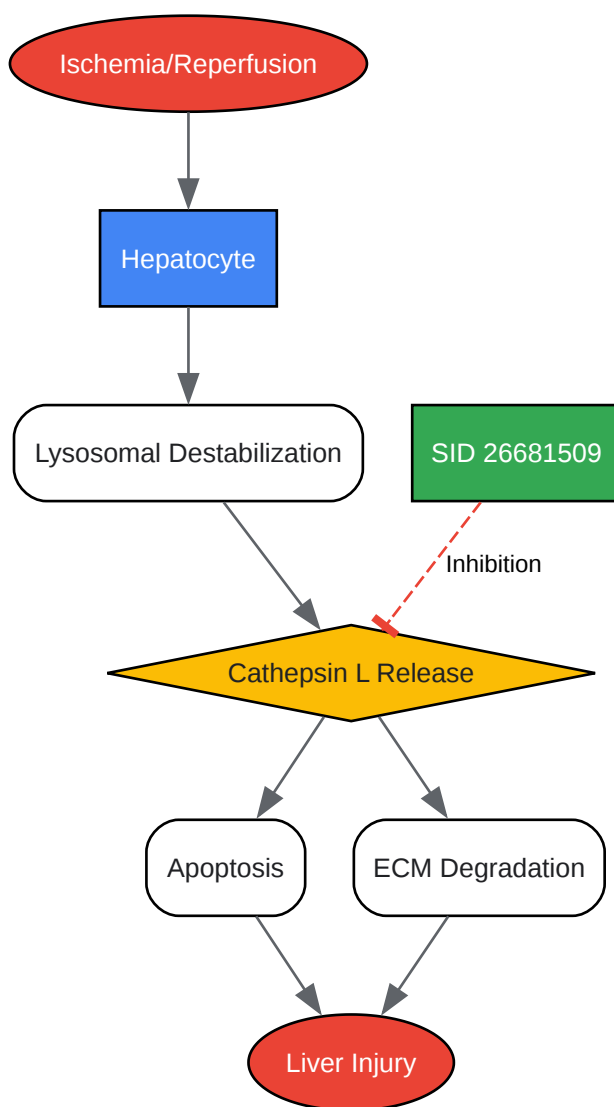 Ischemia/Reperfusion
Hepatocyte
Lysosomal Destabilization
SID 26681509
Inhibition
Cathepsin L Release
Apoptosis
ECM Degradation
Liver Injury